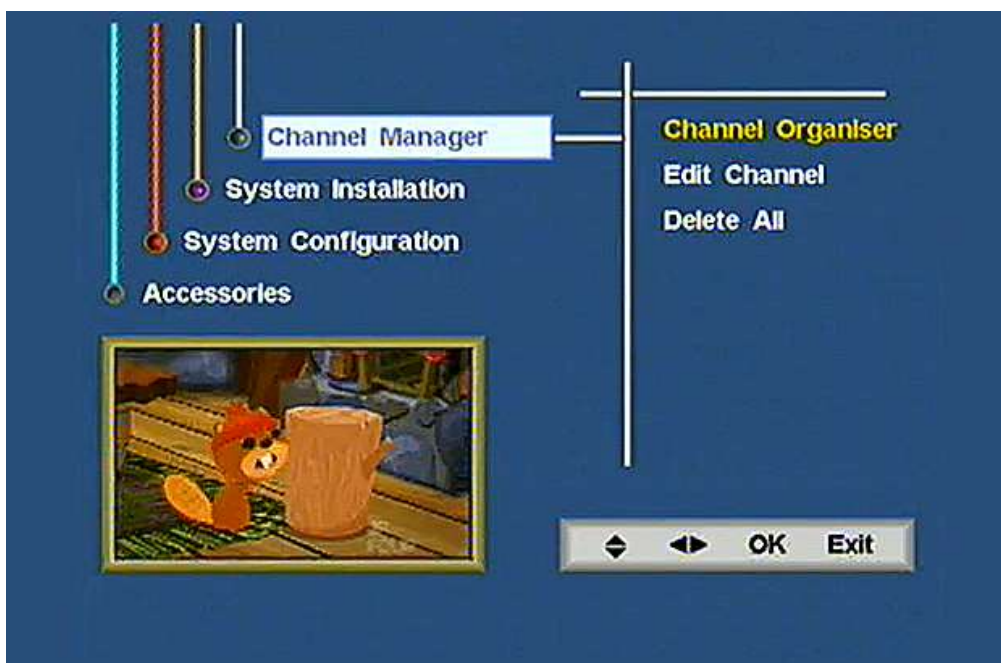 Channel Manager
System Installation
System Configuration
Accessories
Channel Organiser
Edit Channel
Delete All
OK Exit